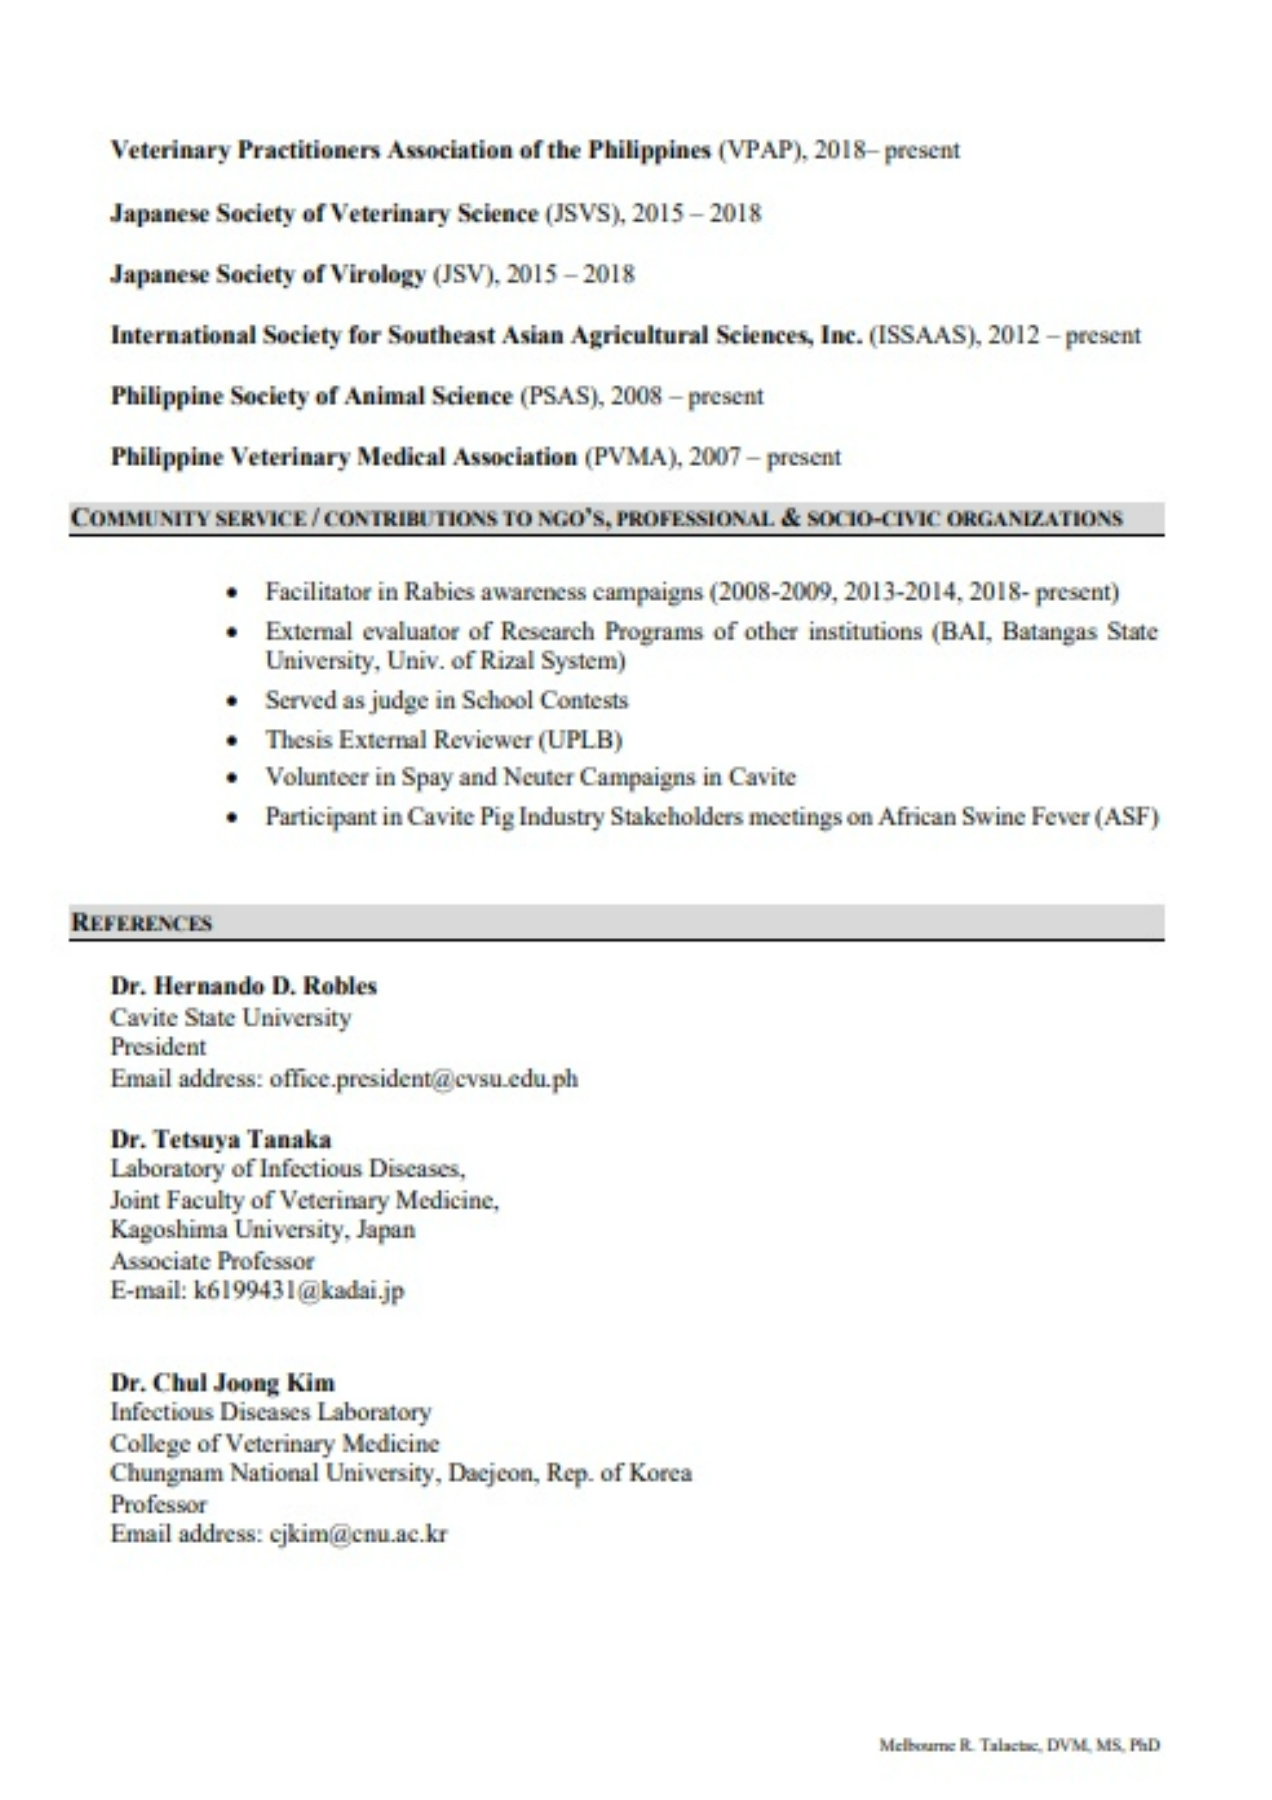 Veterinary Practitioners Association of the Philippines (VPAP), 2018– present
Japanese Society of Veterinary Science (JSVS), 2015 – 2018
Japanese Society of Virology (JSV), 2015 – 2018
International Society for Southeast Asian Agricultural Sciences, Inc. (ISSAAS), 2012 – present
Philippine Society of Animal Science (PSAS), 2008 – present
Philippine Veterinary Medical Association (PVMA), 2007 – present
COMMUNITY SERVICE / CONTRIBUTIONS TO NGO'S, PROFESSIONAL & SOCIO-CIVIC ORGANIZATIONS
• Facilitator in Rabies awareness campaigns (2008-2009, 2013-2014, 2018- present)
• External evaluator of Research Programs of other institutions (BAI, Batangas State
University, Univ. of Rizal System)
• Served as judge in School Contests
• Thesis External Reviewer (UPLB)
• Volunteer in Spay and Neuter Campaigns in Cavite
• Participant in Cavite Pig Industry Stakeholders meetings on African Swine Fever (ASF)
REFERENCES
Dr. Hernando D. Robles
Cavite State University
President
Email address: office.president@cvsu.edu.ph
Dr. Tetsuya Tanaka
Laboratory of Infectious Diseases,
Joint Faculty of Veterinary Medicine,
Kagoshima University, Japan
Associate Professor
E-mail: k6199431@kadai.jp
Dr. Chul Joong Kim
Infectious Diseases Laboratory
College of Veterinary Medicine
Chungnam National University, Daejeon, Rep. of Korea
Professor
Email address: cjkim@cnu.ac.kr
Melbourne R. Talactac, DVM, MS, PhD